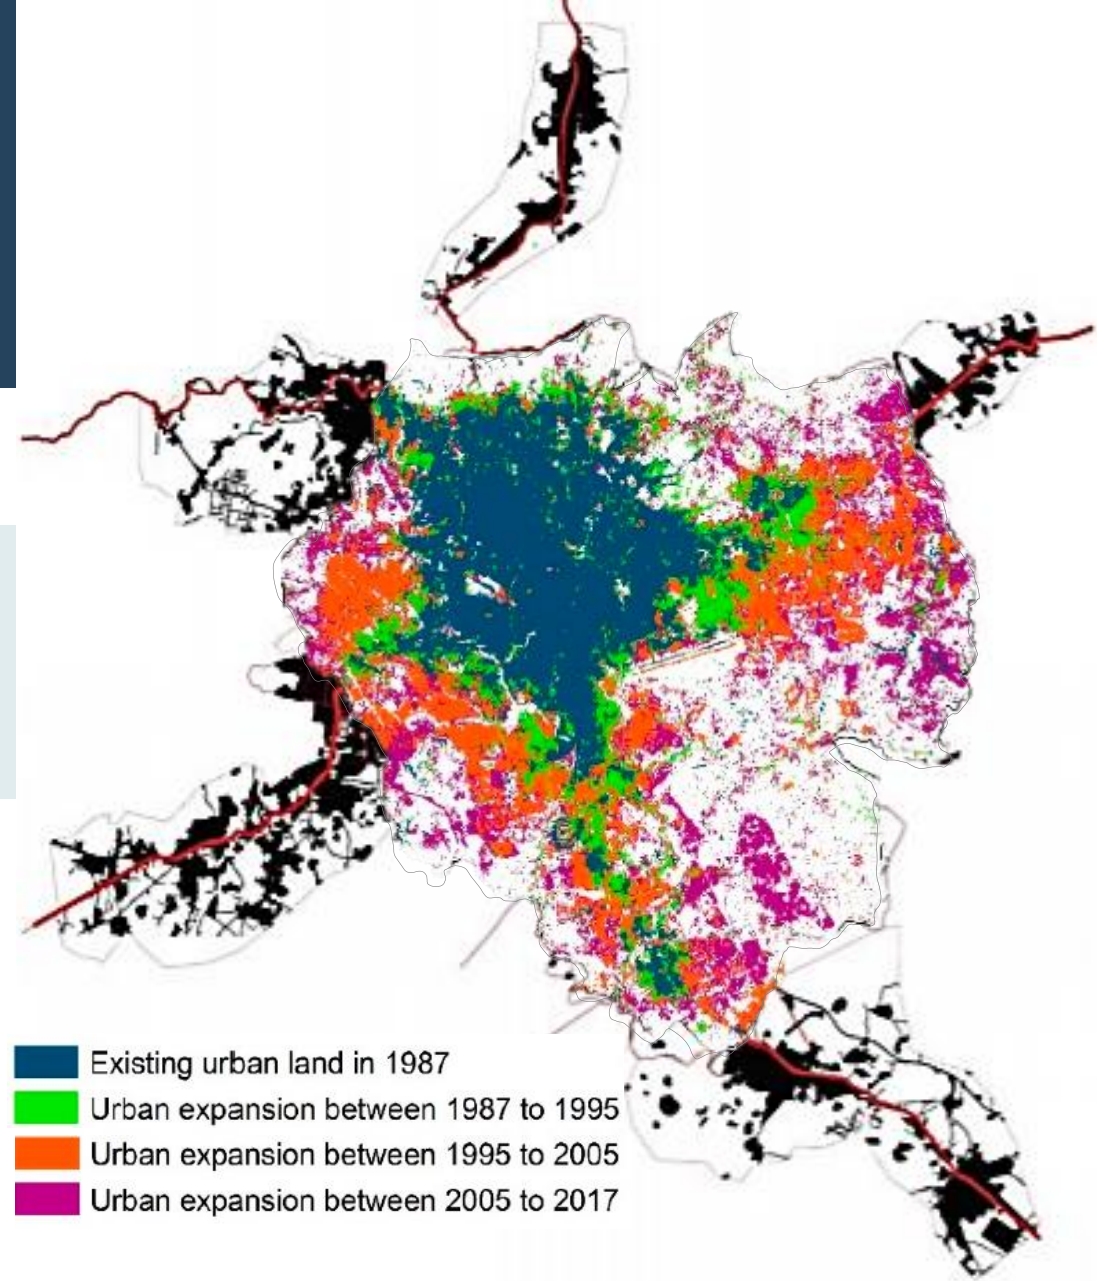 Existing urban land in 1987
Urban expansion between 1987 to 1995
Urban expansion between 1995 to 2005
Urban expansion between 2005 to 2017